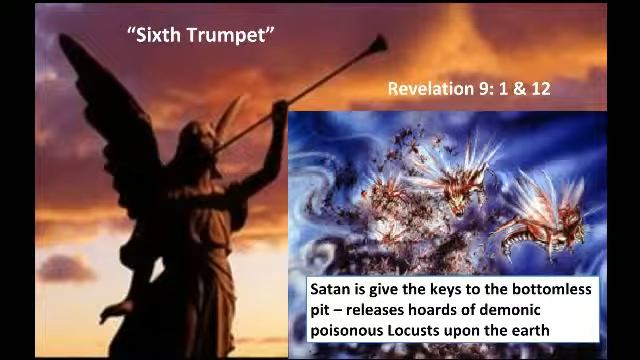 “Sixth Trumpet”
Revelation 9: 1 & 12
Satan is give the keys to the bottomless
pit – releases hoards of demonic
poisonous Locusts upon the earth